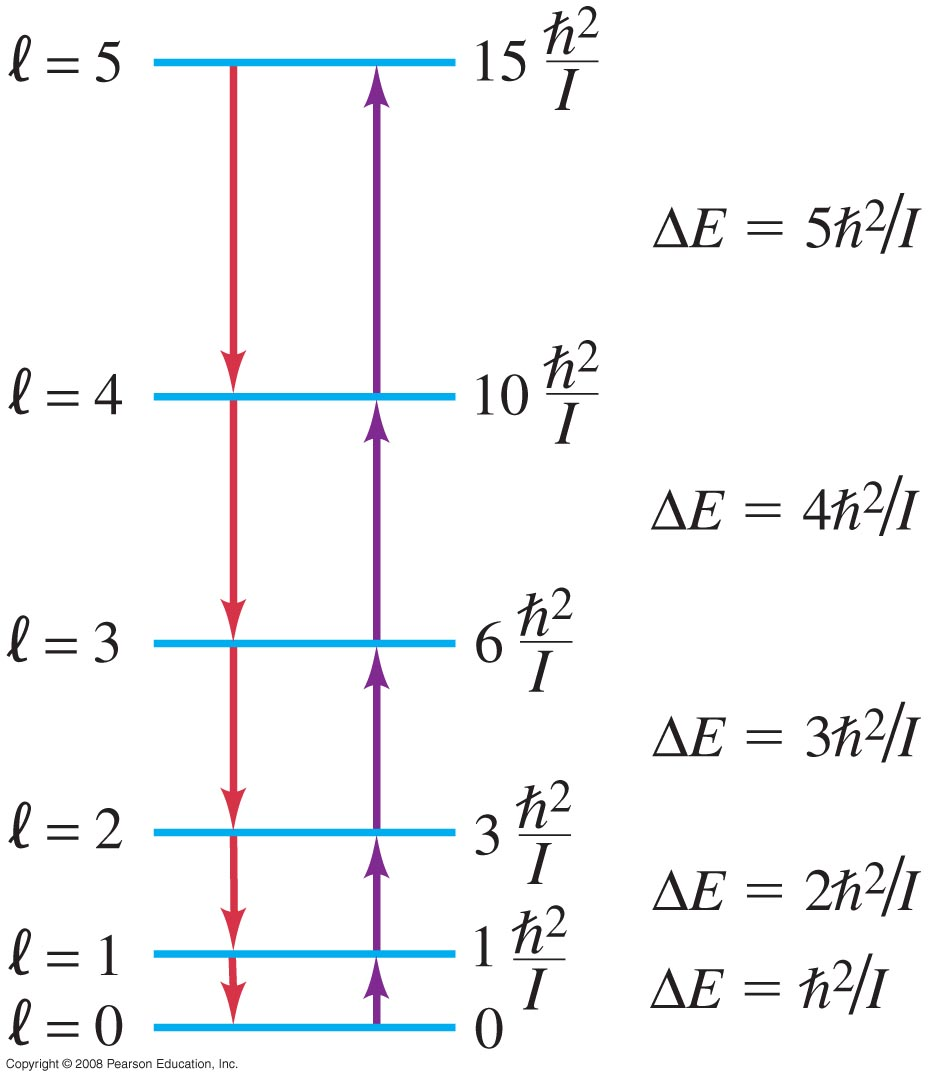 ℓ = 5 15 ℏ²/I
ΔE = 5ℏ²/I
ℓ = 4 10 ℏ²/I
ΔE = 4ℏ²/I
ℓ = 3 6 ℏ²/I
ΔE = 3ℏ²/I
ℓ = 2 3 ℏ²/I
ΔE = 2ℏ²/I
ℓ = 1 1 ℏ²/I
ΔE = ℏ²/I
ℓ = 0 0
Copyright © 2008 Pearson Education, Inc.